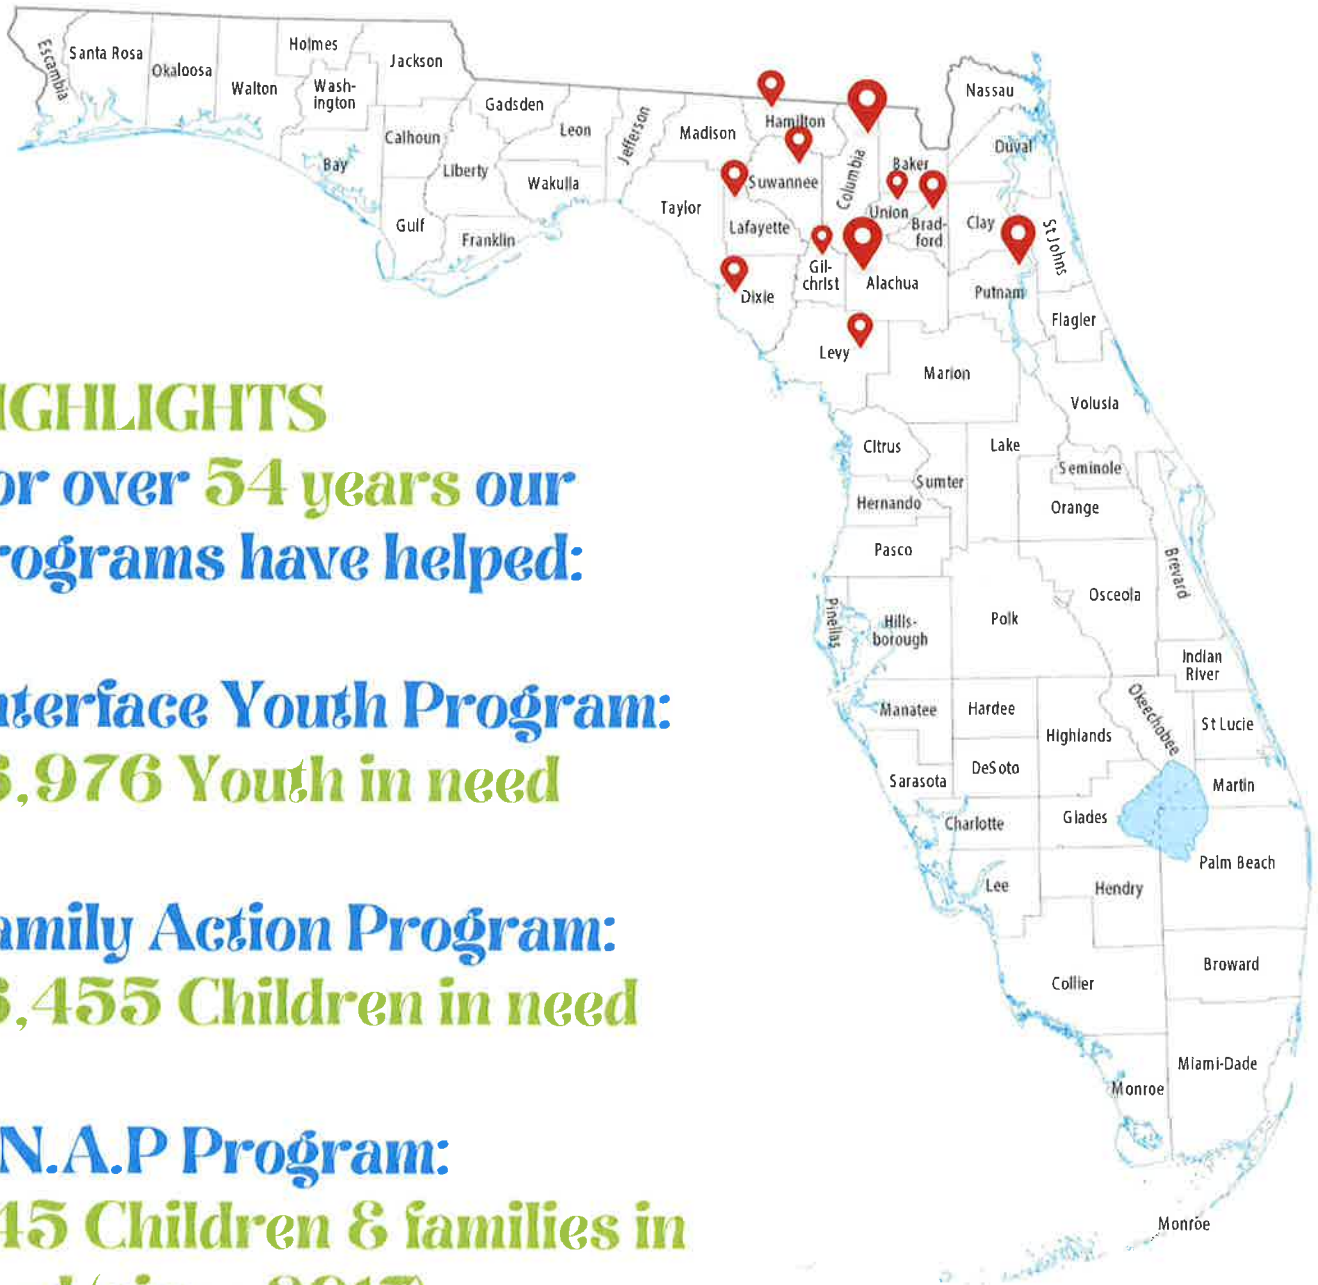 Escambia
Santa Rosa
Okaloosa
Walton
Holmes
Wash-
ington
Jackson
Bay
Calhoun
Gulf
Liberty
Gadsden
Franklin
Leon
Wakulla
Jefferson
Madison
Taylor
Hamilton
Suwannee
Lafayette
Dixie
Columbia
Gil-
christ
Baker
Union
Brad-
ford
Alachua
Levy
Nassau
Duval
Clay
St Johns
Putnam
Flagler
Marion
Volusia
Citrus
Lake
Sumter
Seminole
Hernando
Orange
Pasco
Brevard
Osceola
Pinellas
Hills-
borough
Polk
Indian
River
Manatee
Hardee
Highlands
Okeechobee
St Lucie
Sarasota
DeSoto
Martin
Charlotte
Glades
Palm Beach
Lee
Hendry
Broward
Collier
Miami-Dade
Monroe
Monroe
IGHLIGHTS
or over 54 years our
rograms have helped:
nterface Youth Program:
,976 Youth in need
amily Action Program:
,455 Children in need
N.A.P Program:
45 Children & families in